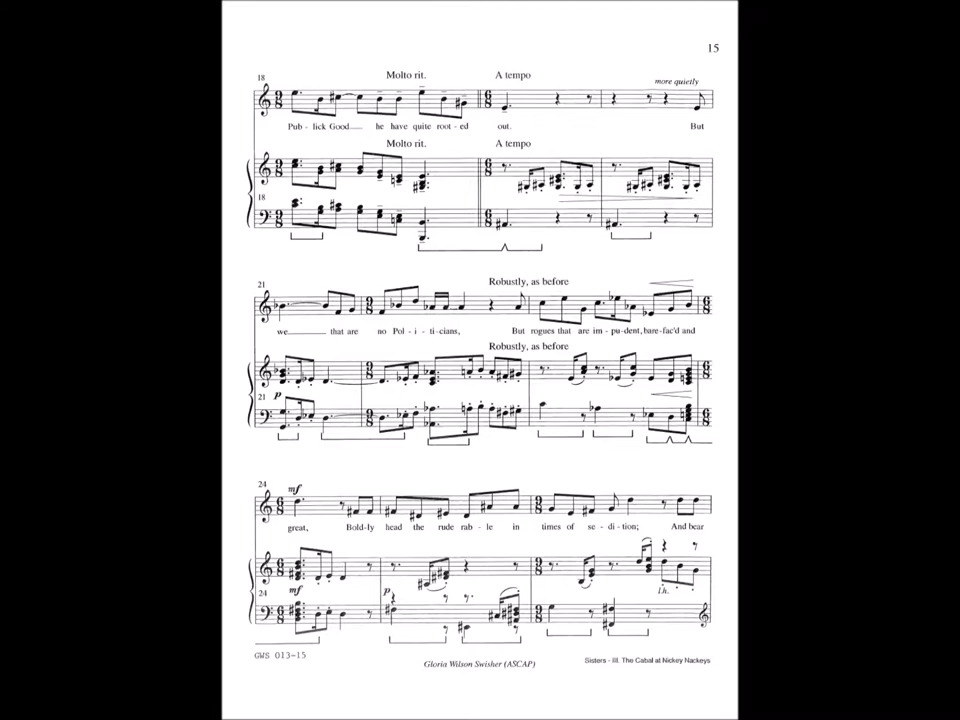 15
18
Molto rit. A tempo
more quietly
Pub - lick Good he have quite root - ed out. But
Molto rit. A tempo
18
21
Robustly, as before
we that are no Pol - i - ti - cians, But rogues that are im - pu - dent, bare - fac'd and
Robustly, as before
p
21
24
mf
great, Bold - ly head the rude rab - le in times of se - di - tion; And bear
mf p l.h.
24
GWS 013-15
Gloria Wilson Swisher (ASCAP)
Sisters - III. The Cabal at Nickey Nackeys